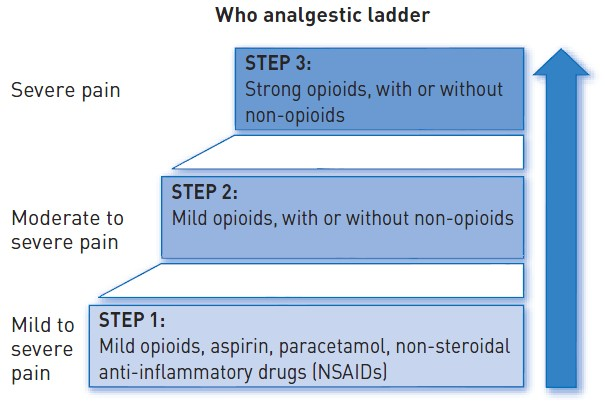 Who analgestic ladder
Severe pain
STEP 3:
Strong opioids, with or without
non-opioids
Moderate to
severe pain
STEP 2:
Mild opioids, with or without non-opioids
Mild to
severe
pain
STEP 1:
Mild opioids, aspirin, paracetamol, non-steroidal
anti-inflammatory drugs (NSAIDs)